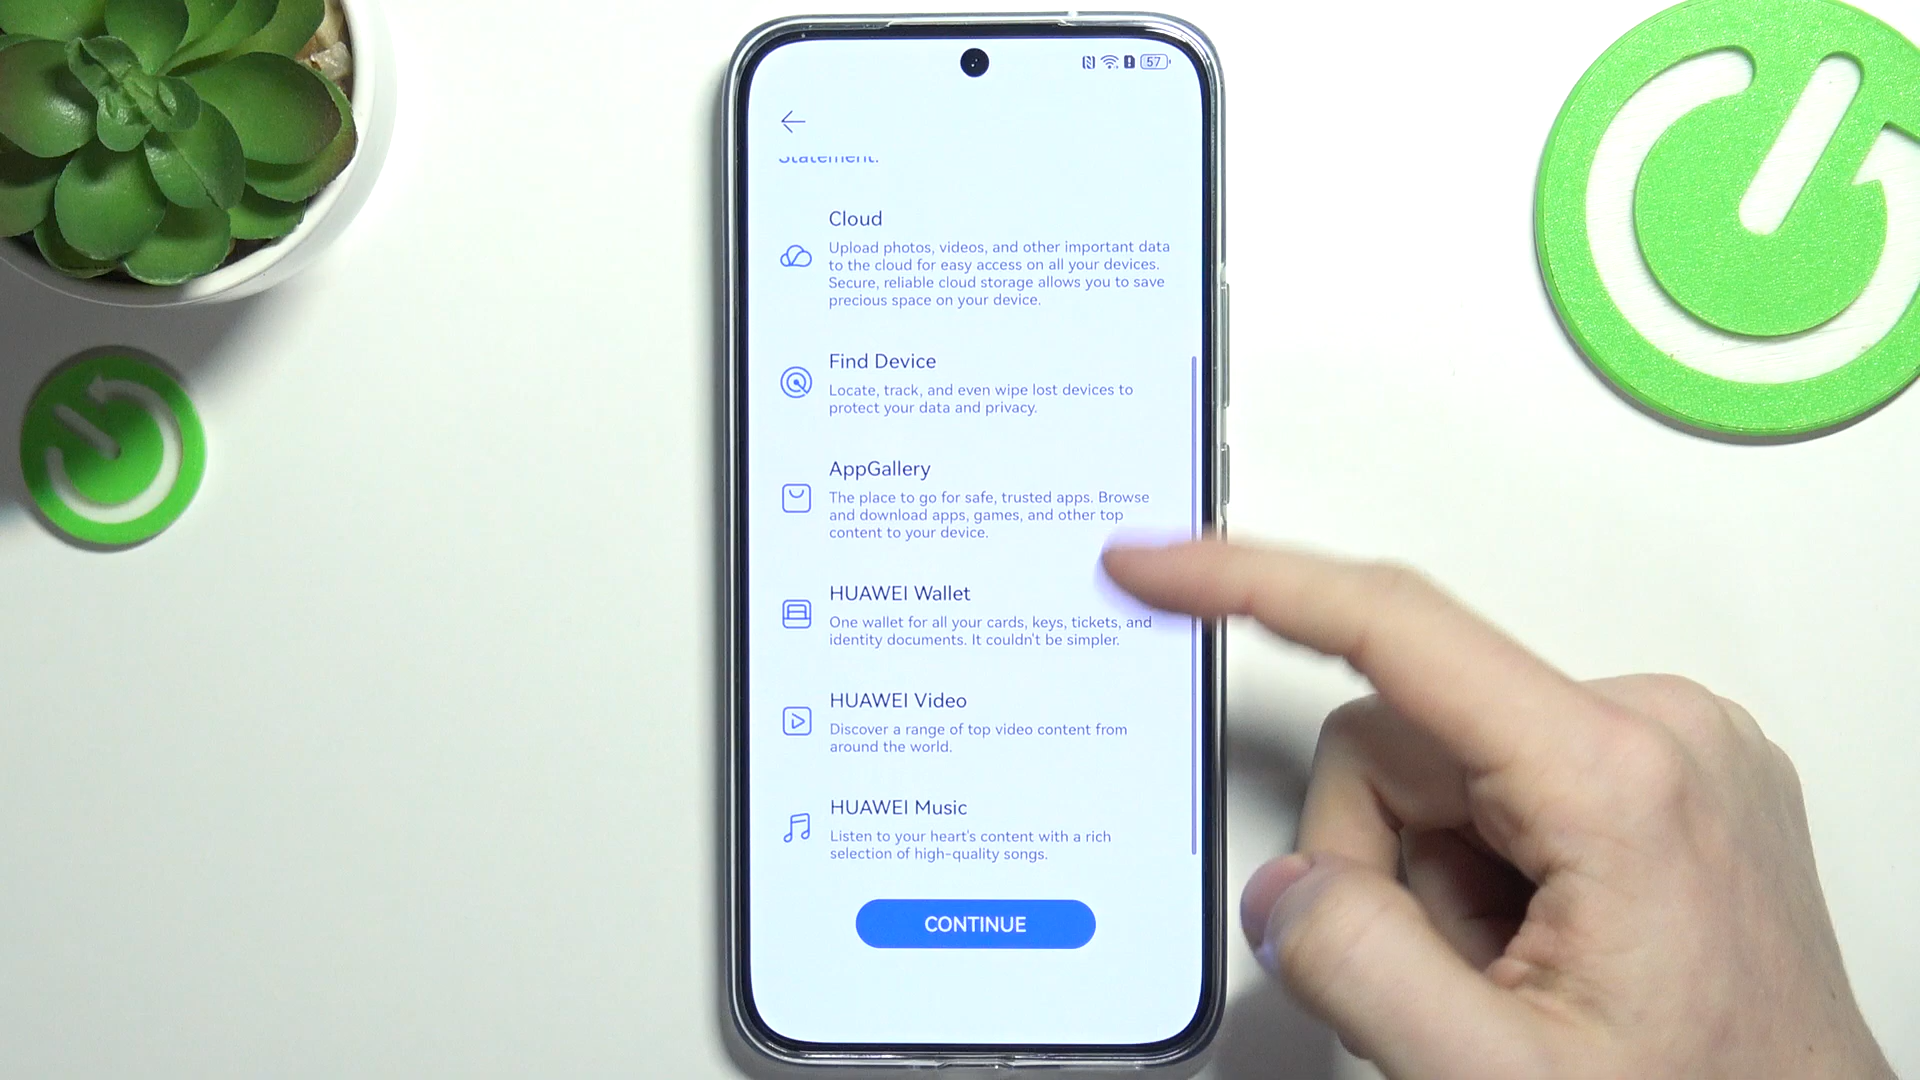 57
Statement.
Cloud
Upload photos, videos, and other important data
to the cloud for easy access on all your devices.
Secure, reliable cloud storage allows you to save
precious space on your device.
Find Device
Locate, track, and even wipe lost devices to
protect your data and privacy.
AppGallery
The place to go for safe, trusted apps. Browse
and download apps, games, and other top
content to your device.
HUAWEI Wallet
One wallet for all your cards, keys, tickets, and
identity documents. It couldn't be simpler.
HUAWEI Video
Discover a range of top video content from
around the world.
HUAWEI Music
Listen to your heart's content with a rich
selection of high-quality songs.
CONTINUE